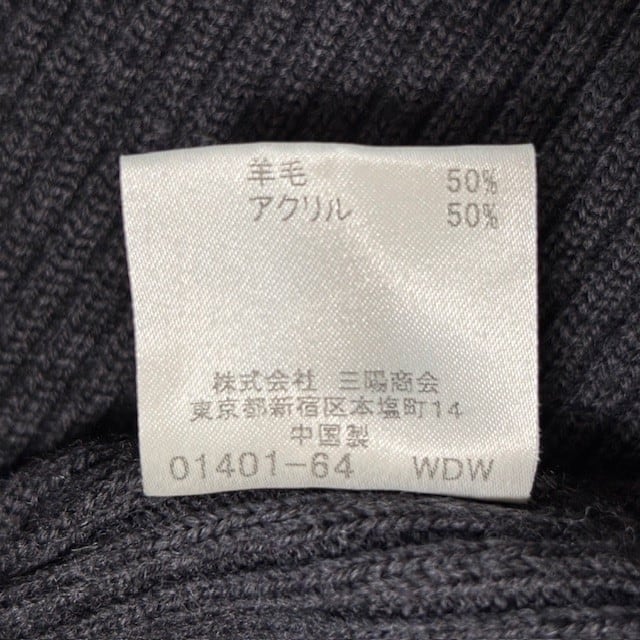 羊毛 50%
アクリル 50%
株式会社 三陽商会
東京都新宿区本塩町14
中国製
01401-64 WDW